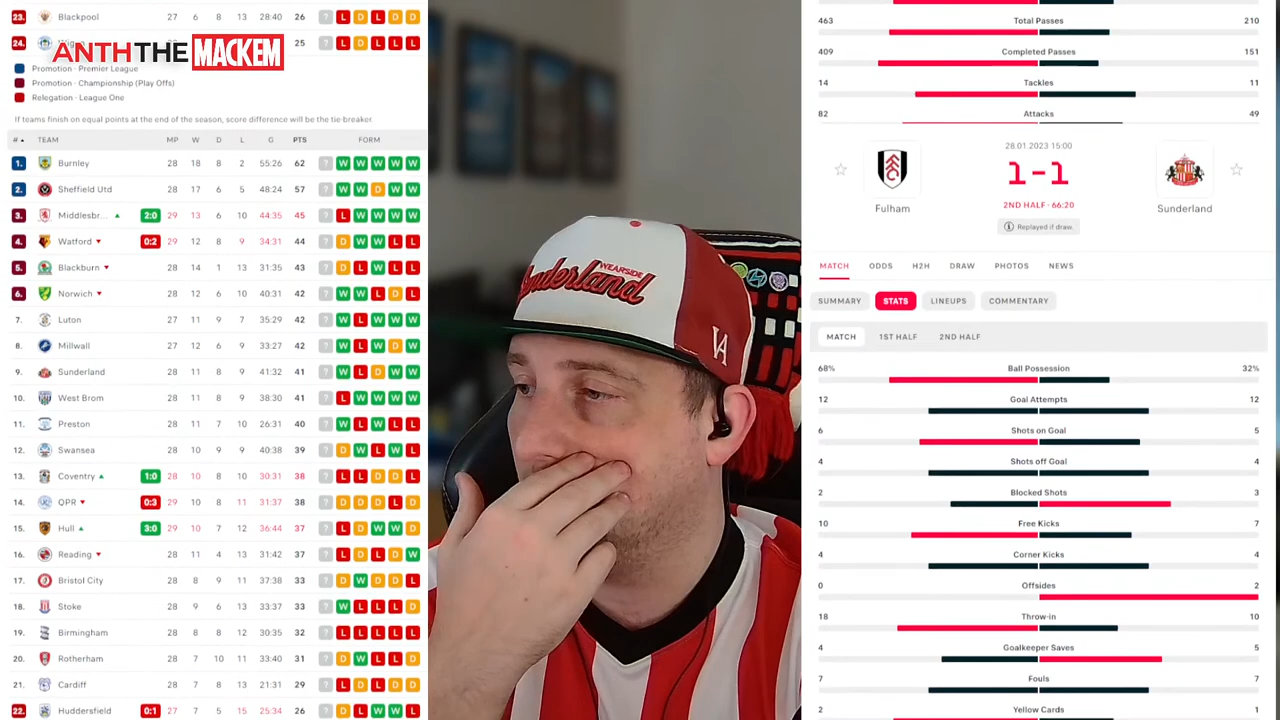 23. Blackpool 27 6 8 13 28:40 26 ? L D L D D
24. 25 ? L D L L L
ANTHTHE MACKEM
Promotion - Premier League
Promotion - Championship (Play Offs)
Relegation - League One
If teams finish on equal points at the end of the season, score difference will be the tie-breaker.
# TEAM MP W D L G PTS FORM
1. Burnley 28 18 8 2 55:26 62 ? W W W W W
2. Sheffield Utd 28 17 6 5 48:24 57 ? W W D W W
3. Middlesbr... 2:0 29 13 6 10 44:35 45 ? L W W W W
4. Watford 0:2 29 12 8 9 34:31 44 ? D W W L L
5. Blackburn 28 14 1 13 31:35 43 ? D L W L L
6. Norwich 28 12 6 10 40:31 42 ? W W L D L
7. Luton 27 11 9 7 35:29 42 ? W L W W W
8. Millwall 27 12 6 9 33:27 42 ? W L W D W
9. Sunderland 28 11 8 9 41:32 41 ? W L D W W
10. West Brom 28 11 8 9 38:30 41 ? L W W W W
11. Preston 28 11 7 10 26:31 40 ? W L W L L
12. Swansea 28 10 9 9 40:38 39 ? D W L W L
13. Coventry 1:0 28 10 8 10 30:31 38 ? L L D D L
14. QPR 0:3 29 10 8 11 31:37 38 ? D D D L D
15. Hull 3:0 29 10 7 12 36:44 37 ? L D W W D
16. Reading 28 11 4 13 31:42 37 ? L D L D W
17. Bristol City 28 8 9 11 37:38 33 ? D W D D L
18. Stoke 28 9 6 13 33:37 33 ? W L L L D
19. Birmingham 28 8 8 12 30:35 32 ? L L L L L
20. Rotherham 28 7 10 11 33:40 31 ? D W L L D
21. Cardiff 28 7 8 13 21:31 29 ? L D L D D
22. Huddersfield 0:1 27 7 5 15 25:34 26 ? D L W W L
WEARSIDE
Sunderland
VA
463 Total Passes 210
409 Completed Passes 151
14 Tackles 11
82 Attacks 49
28.01.2023 15:00
1-1
Fulham Sunderland
2ND HALF - 66:20
Replayed if draw.
MATCH ODDS H2H DRAW PHOTOS NEWS
SUMMARY STATS LINEUPS COMMENTARY
MATCH 1ST HALF 2ND HALF
68% Ball Possession 32%
12 Goal Attempts 12
6 Shots on Goal 5
4 Shots off Goal 4
2 Blocked Shots 3
10 Free Kicks 7
4 Corner Kicks 4
0 Offsides 2
18 Throw-in 10
4 Goalkeeper Saves 5
7 Fouls 7
2 Yellow Cards 1